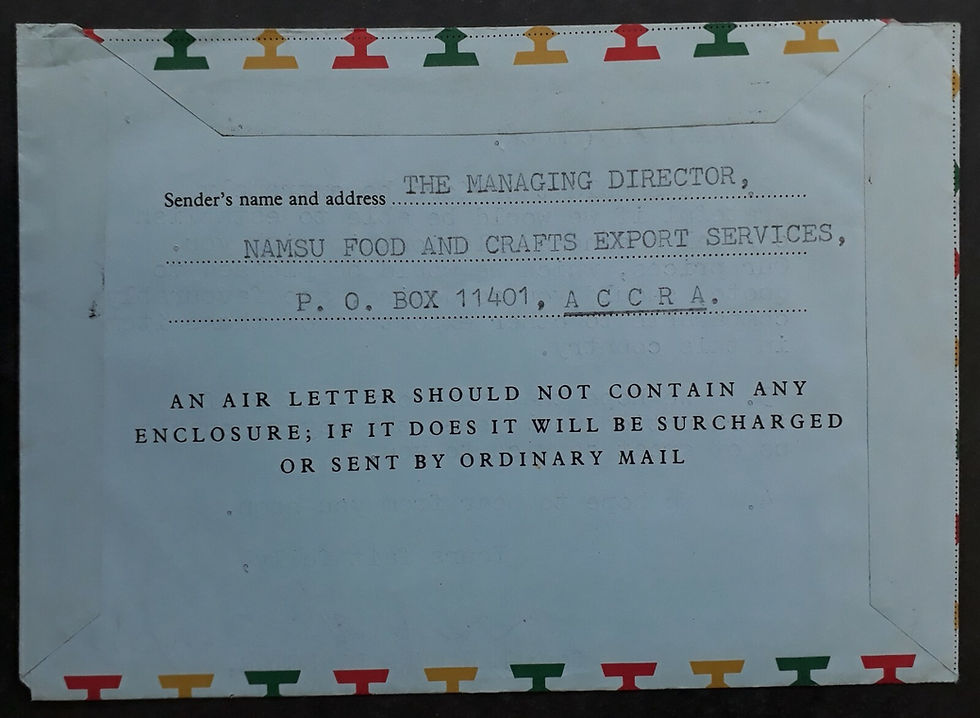 Sender's name and address THE MANAGING DIRECTOR,
NAMSU FOOD AND CRAFTS EXPORT SERVICES,
P. O. BOX 11401, A C C R A.
AN AIR LETTER SHOULD NOT CONTAIN ANY
ENCLOSURE; IF IT DOES IT WILL BE SURCHARGED
OR SENT BY ORDINARY MAIL